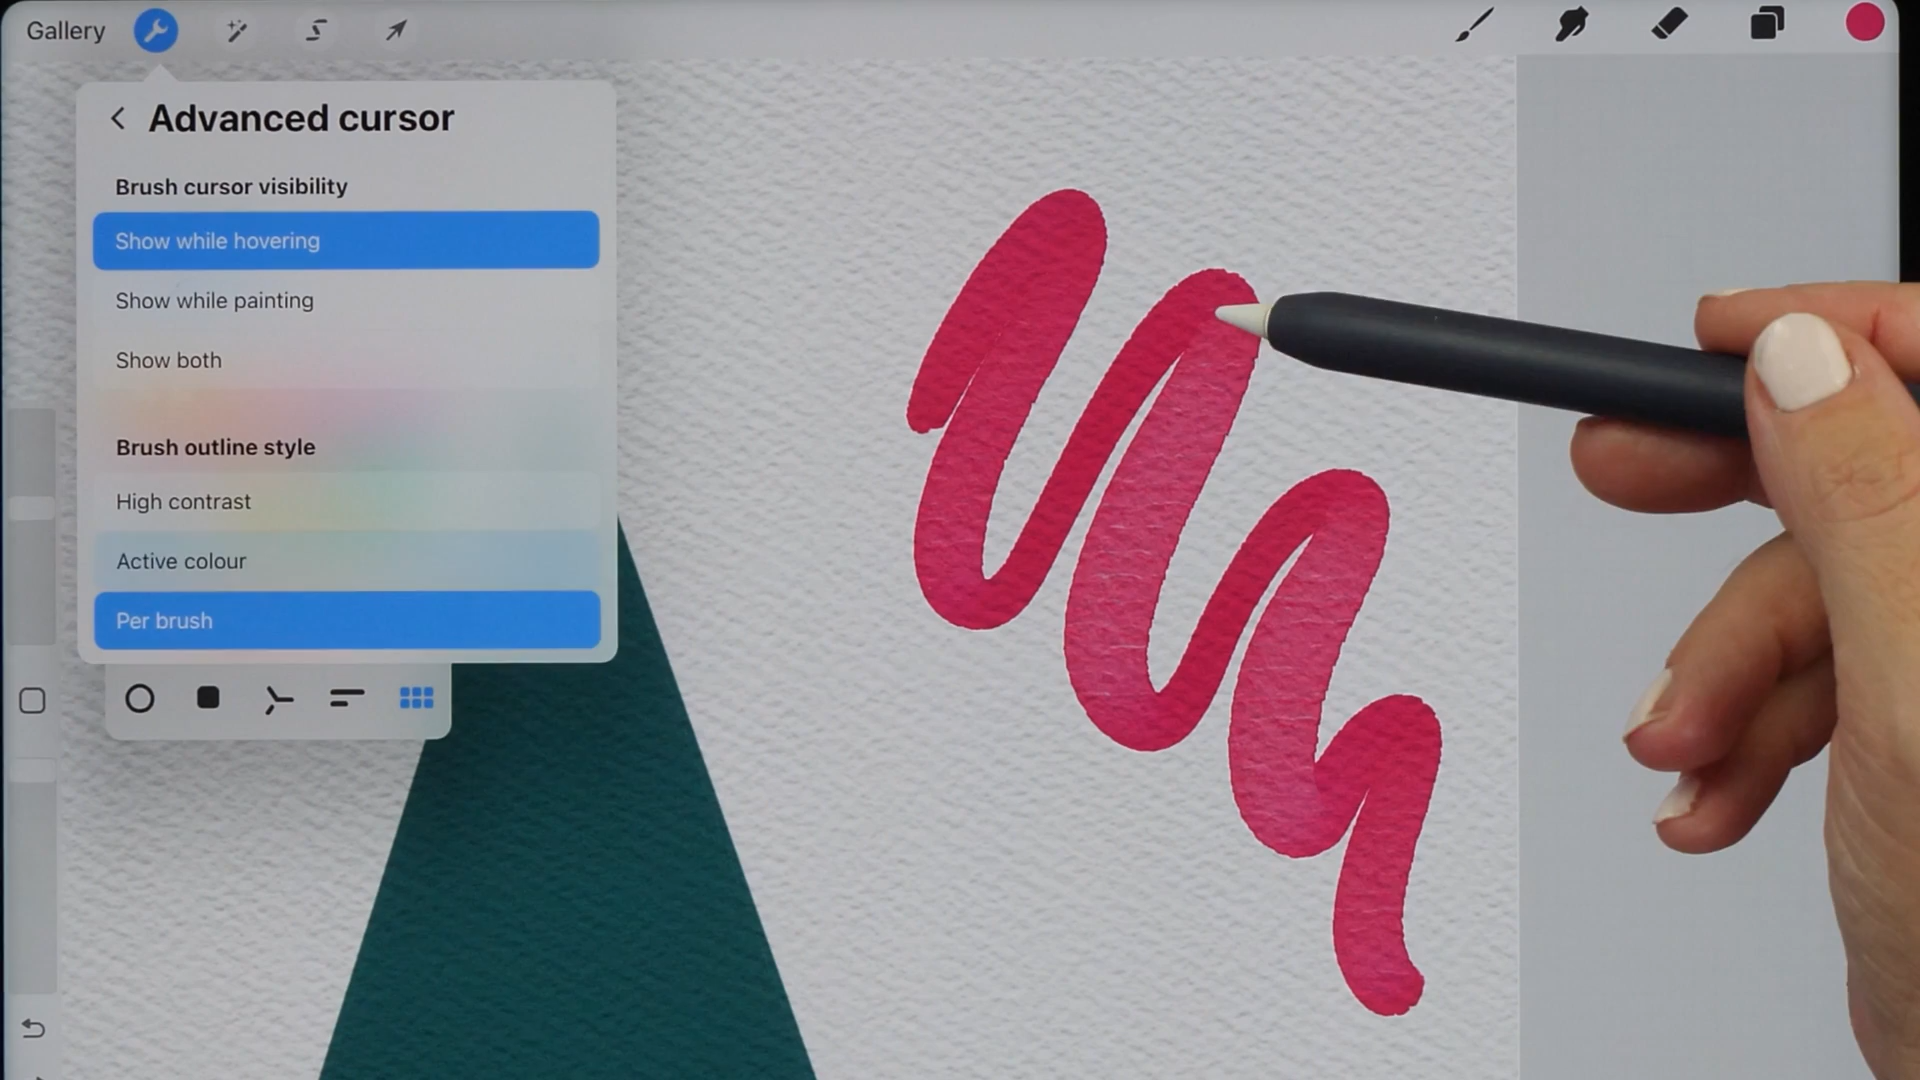 Gallery
Advanced cursor
Brush cursor visibility
Show while hovering
Show while painting
Show both
Brush outline style
High contrast
Active colour
Per brush